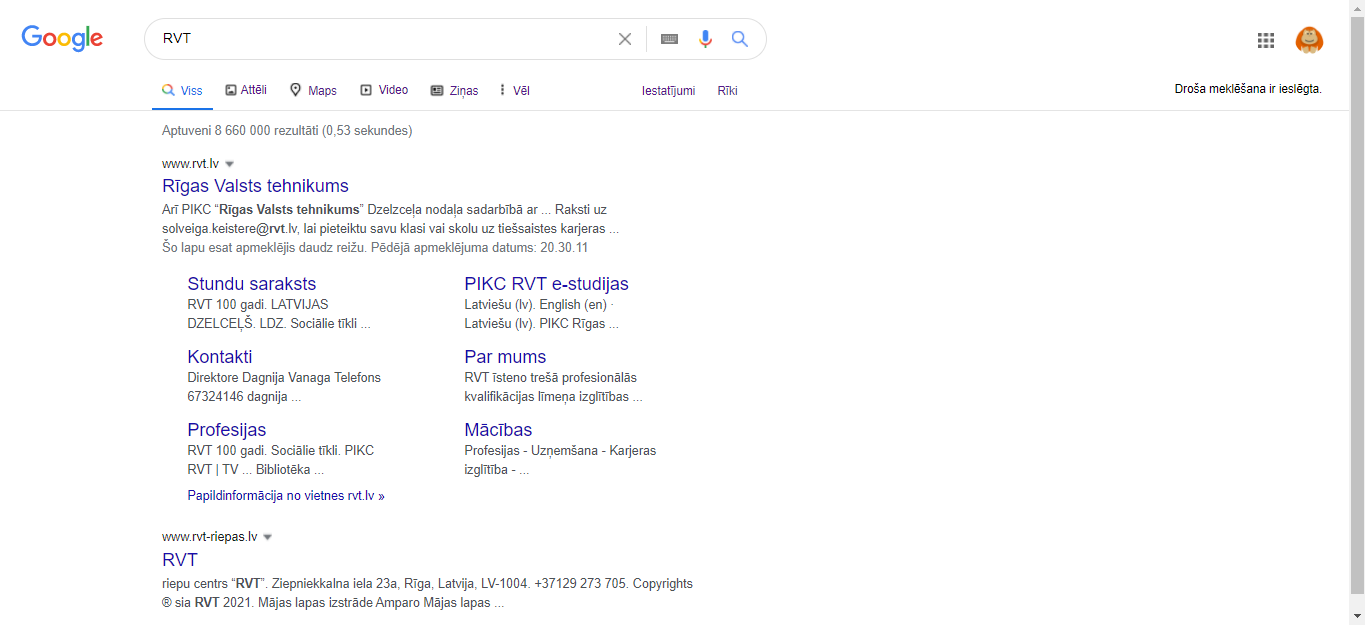 Google
RVT
Viss Attēli Maps Video Ziņas Vēl Iestatījumi Rīki
Droša meklēšana ir ieslēgta.
Aptuveni 8 660 000 rezultāti (0,53 sekundes)
www.rvt.lv
Rīgas Valsts tehnikums
Arī PIKC “Rīgas Valsts tehnikums” Dzelzceļa nodaļa sadarbībā ar ... Raksti uz
solveiga.keistere@rvt.lv, lai pieteiktu savu klasi vai skolu uz tiešsaistes karjeras ...
Šo lapu esat apmeklējis daudz reižu. Pēdējā apmeklējuma datums: 20.30.11
Stundu saraksts
RVT 100 gadi. LATVIJAS
DZELCEĻŠ. LDZ. Sociālie tīkli ...
PIKC RVT e-studijas
Latviešu (lv). English (en) ·
Latviešu (lv). PIKC Rīgas ...
Kontakti
Direktore Dagnija Vanaga Telefons
67324146 dagnija ...
Par mums
RVT īsteno trešā profesionālās
kvalifikācijas līmeņa izglītības ...
Profesijas
RVT 100 gadi. Sociālie tīkli. PIKC
RVT | TV ... Bibliotēka ...
Mācības
Profesijas - Uzņemšana - Karjeras
izglītība - ...
Papildinformācija no vietnes rvt.lv »
www.rvt-riepas.lv
RVT
riepu centrs “RVT”. Ziepniekkalna iela 23a, Rīga, Latvija, LV-1004. +37129 273 705. Copyrights
® sia RVT 2021. Mājas lapas izstrāde Amparo Mājas lapas ...